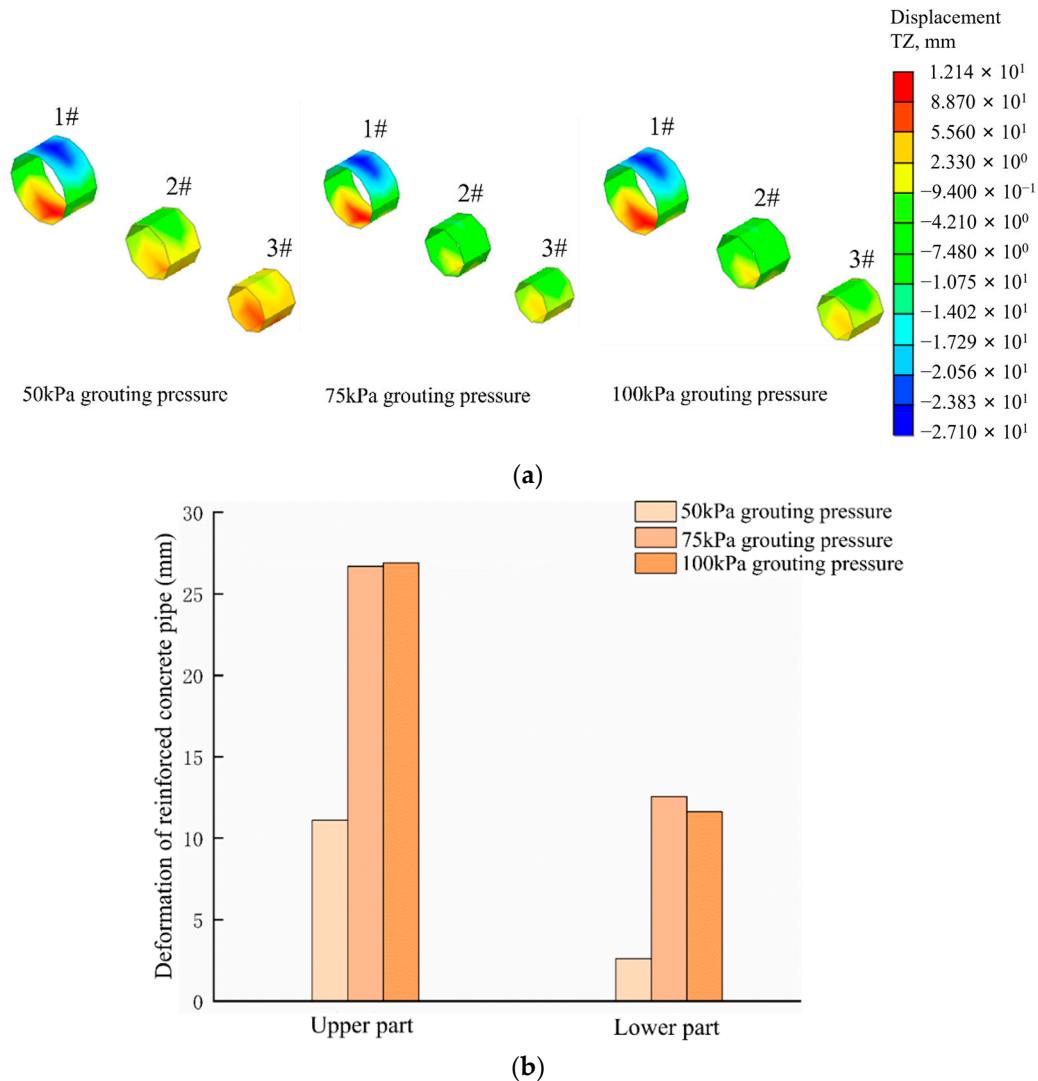 Displacement
TZ, mm
1.214 × 10¹
8.870 × 10¹
5.560 × 10¹
2.330 × 10⁰
−9.400 × 10⁻¹
−4.210 × 10⁰
−7.480 × 10⁰
−1.075 × 10¹
−1.402 × 10¹
−1.729 × 10¹
−2.056 × 10¹
−2.383 × 10¹
−2.710 × 10¹
1#
2#
3#
1#
2#
3#
1#
2#
3#
50kPa grouting pressure
75kPa grouting pressure
100kPa grouting pressure
(a)
Deformation of reinforced concrete pipe (mm)
30
25
20
15
10
5
0
50kPa grouting pressure
75kPa grouting pressure
100kPa grouting pressure
Upper part
Lower part
(b)